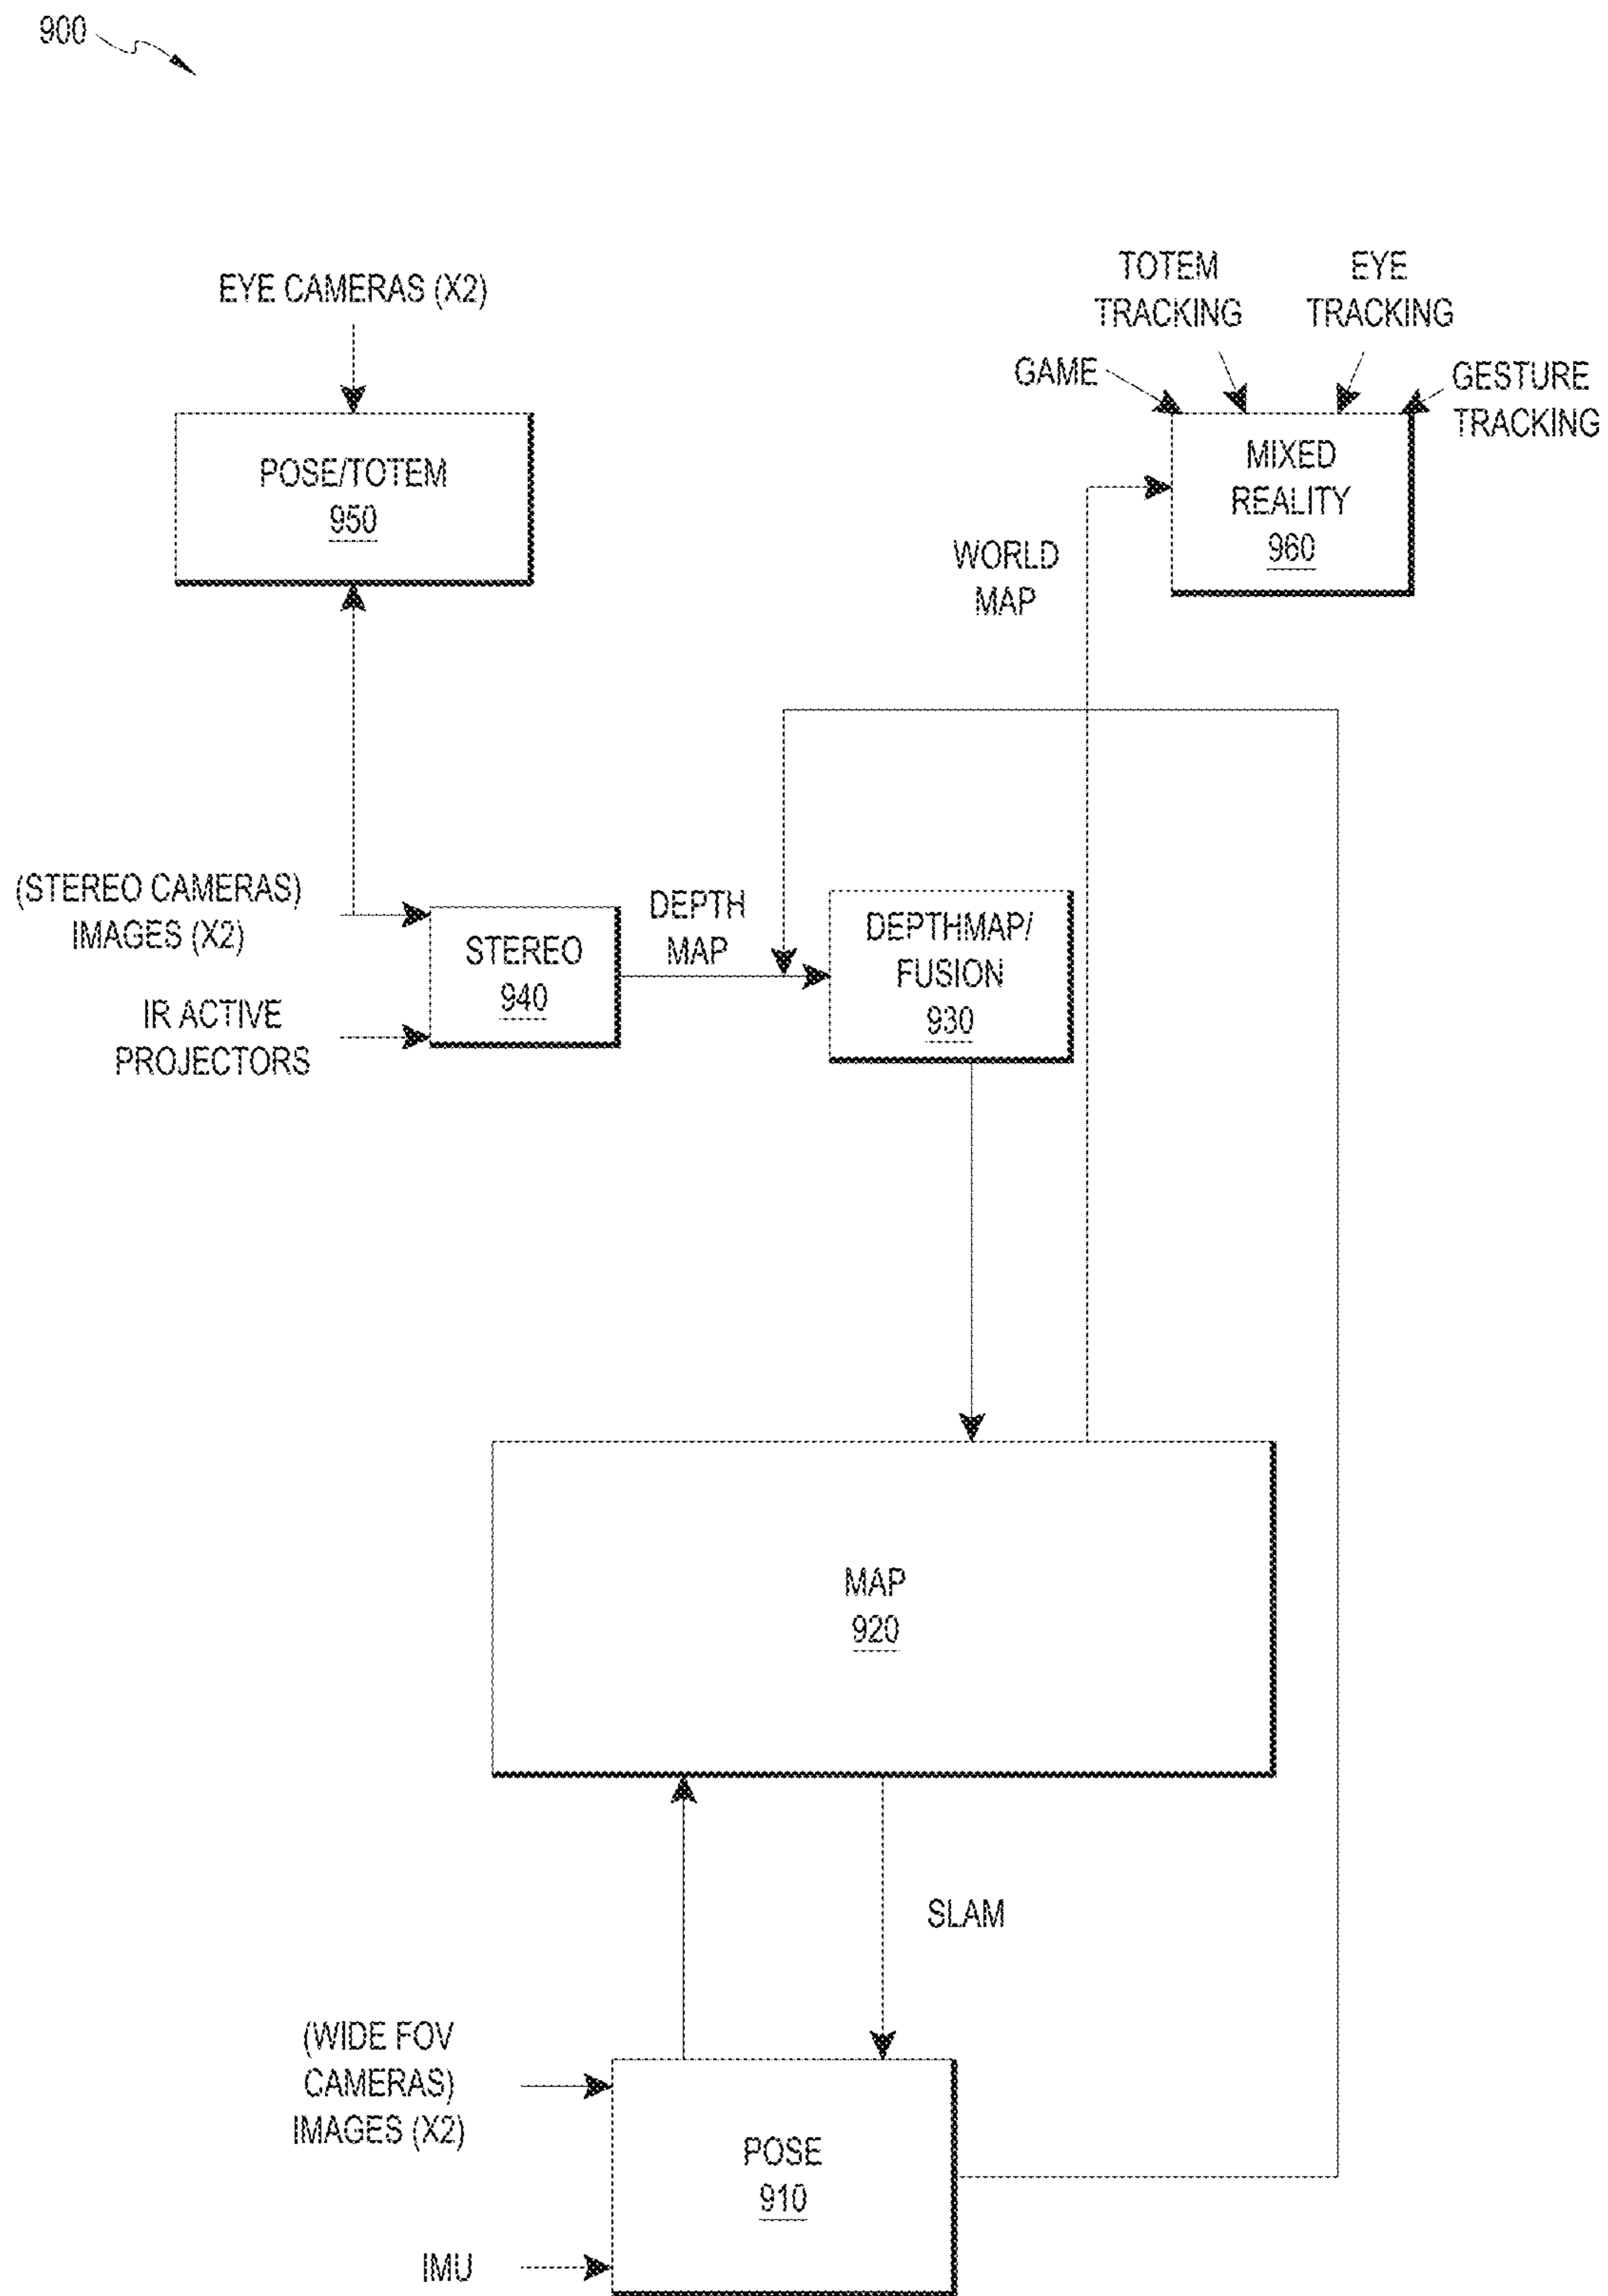 900
EYE CAMERAS (X2)
POSE/TOTEM
950
TOTEM
TRACKING
EYE
TRACKING
GAME
GESTURE
TRACKING
MIXED
REALITY
960
WORLD
MAP
(STEREO CAMERAS)
IMAGES (X2)
IR ACTIVE
PROJECTORS
STEREO
940
DEPTH
MAP
DEPTHMAP/
FUSION
930
MAP
920
SLAM
(WIDE FOV
CAMERAS)
IMAGES (X2)
POSE
910
IMU